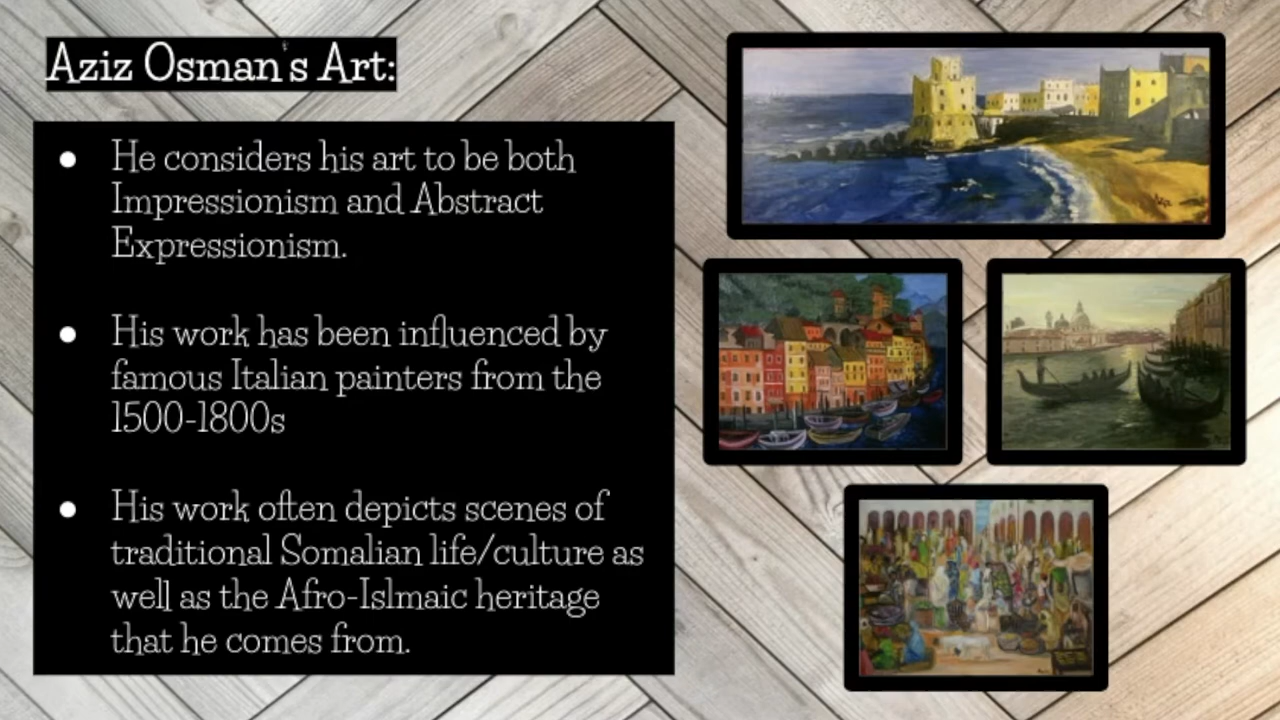 Aziz Osman's Art:
● He considers his art to be both
Impressionism and Abstract
Expressionism.
● His work has been influenced by
famous Italian painters from the
1500-1800s
● His work often depicts scenes of
traditional Somalian life/culture as
well as the Afro-Islmaic heritage
that he comes from.